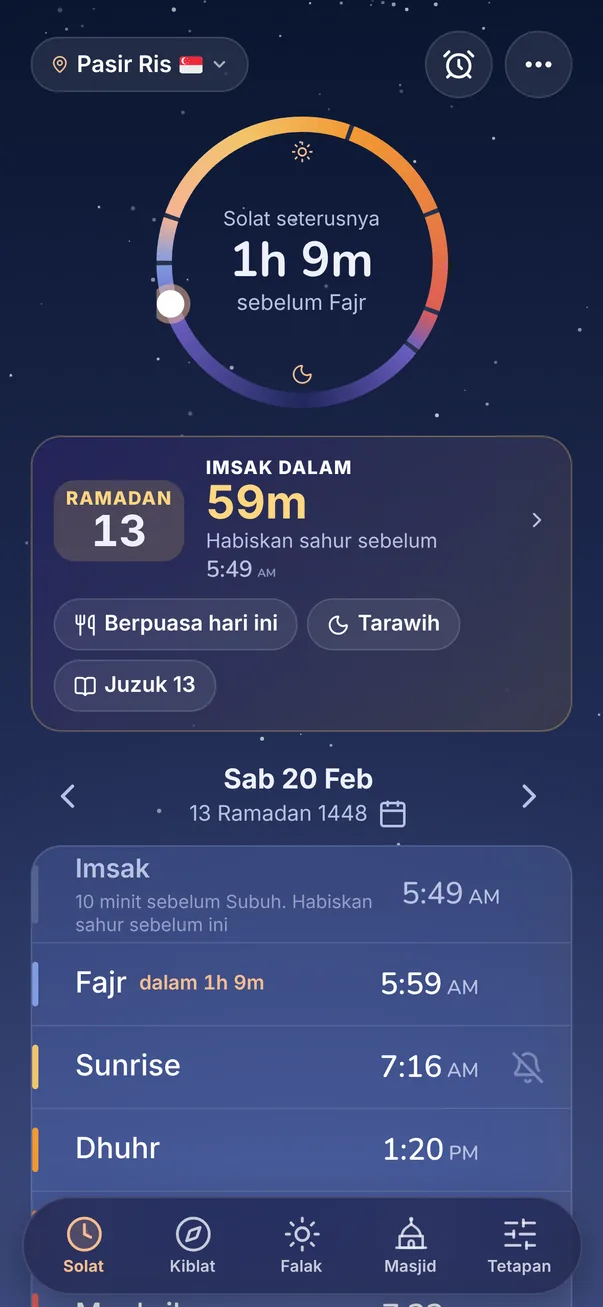 Pasir Ris 🇸🇬
Solat seterusnya
1h 9m
sebelum Fajr
RAMADAN
13
IMSAK DALAM
59m
Habiskan sahur sebelum
5:49 AM
Berpuasa hari ini
Tarawih
Juzuk 13
Sab 20 Feb
13 Ramadan 1448
Imsak
10 minit sebelum Subuh. Habiskan
sahur sebelum ini
5:49 AM
Fajr dalam 1h 9m 5:59 AM
Sunrise 7:16 AM
Dhuhr 1:20 PM
Solat Kiblat Falak Masjid Tetapan